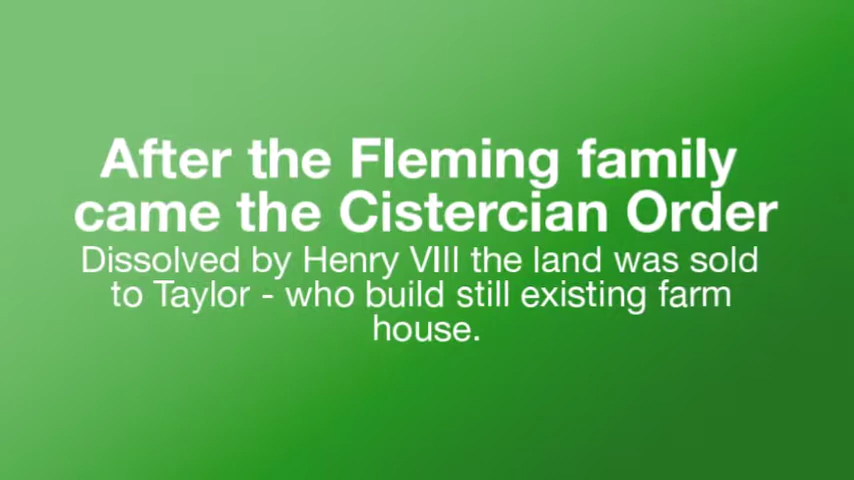 After the Fleming family
came the Cistercian Order
Dissolved by Henry VIII the land was sold
to Taylor - who build still existing farm
house.